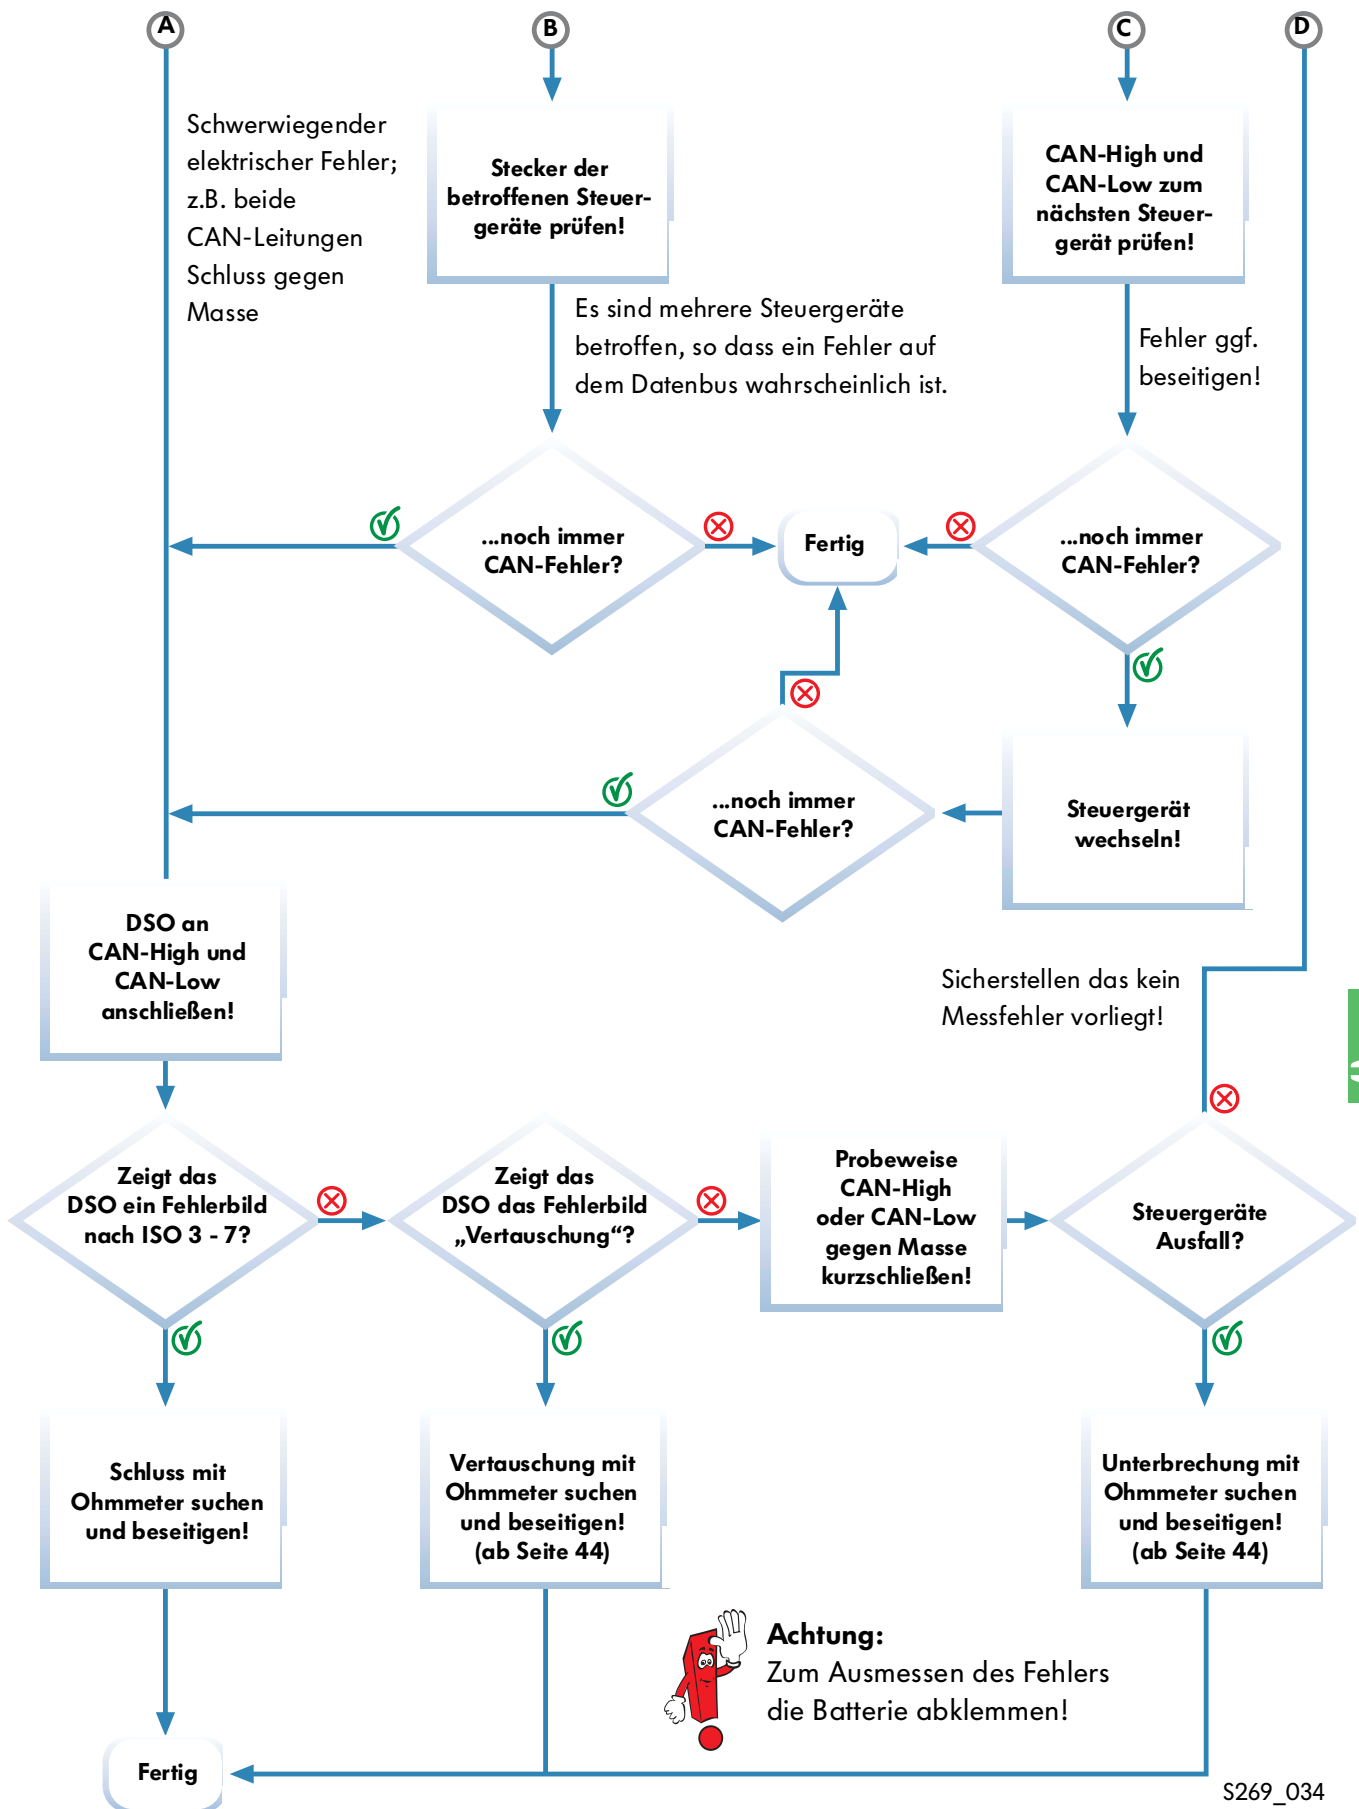 A
B
C
D
Schwerwiegender
elektrischer Fehler;
z.B. beide
CAN-Leitungen
Schluss gegen
Masse
Stecker der
betroffenen Steuer-
geräte prüfen!
CAN-High und
CAN-Low zum
nächsten Steuer-
gerät prüfen!
Es sind mehrere Steuergeräte
betroffen, so dass ein Fehler auf
dem Datenbus wahrscheinlich ist.
Fehler ggf.
beseitigen!
...noch immer
CAN-Fehler?
Fertig
...noch immer
CAN-Fehler?
...noch immer
CAN-Fehler?
Steuergerät
wechseln!
DSO an
CAN-High und
CAN-Low
anschließen!
Sicherstellen das kein
Messfehler vorliegt!
Zeigt das
DSO ein Fehlerbild
nach ISO 3 - 7?
Zeigt das
DSO das Fehlerbild
„Vertauschung“?
Probeweise
CAN-High
oder CAN-Low
gegen Masse
kurzschließen!
Steuergeräte
Ausfall?
Schluss mit
Ohmmeter suchen
und beseitigen!
Vertauschung mit
Ohmmeter suchen
und beseitigen!
(ab Seite 44)
Unterbrechung mit
Ohmmeter suchen
und beseitigen!
(ab Seite 44)
Achtung:
Zum Ausmessen des Fehlers
die Batterie abklemmen!
Fertig
S269_034